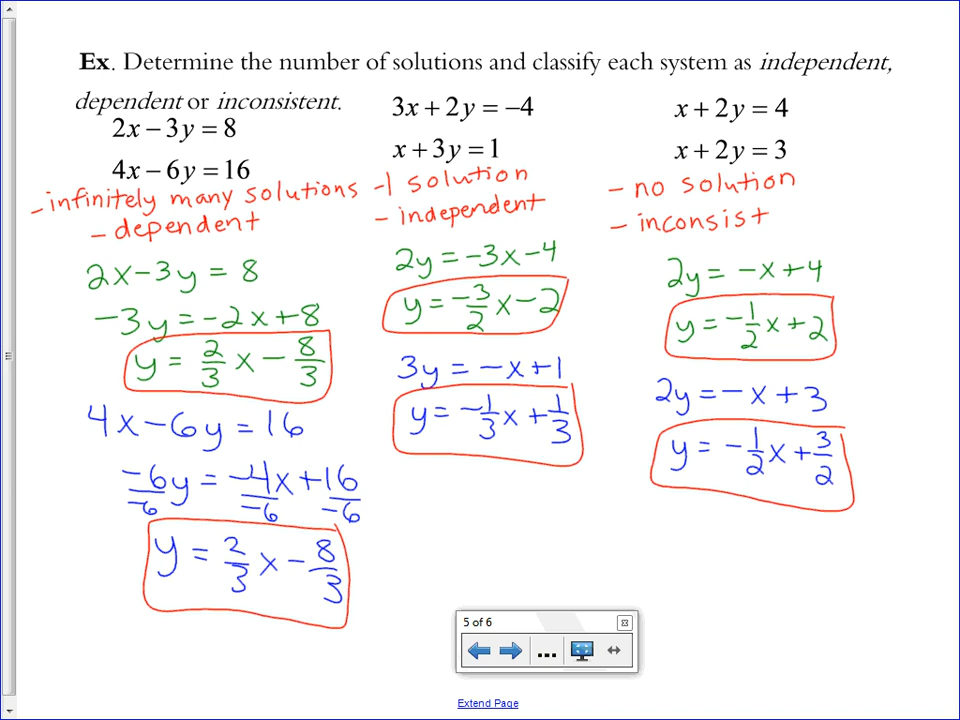 Ex. Determine the number of solutions and classify each system as independent,
dependent or inconsistent.
2x − 3y = 8
4x − 6y = 16
-infinitely many solutions
- dependent
2x-3y = 8
-3y = -2x+8
y = 2/3 x - 8/3
4x-6y = 16
-6y/-6 = -4x/-6 + 16/-6
y = 2/3 x - 8/3
3x + 2y = −4
x + 3y = 1
-1 solution
- independent
2y = -3x-4
y = -3/2 x - 2
3y = -x+1
y = -1/3 x + 1/3
x + 2y = 4
x + 2y = 3
- no solution
- inconsist
2y = -x+4
y = -1/2 x + 2
2y = -x + 3
y = -1/2 x + 3/2
5 of 6
...
Extend Page